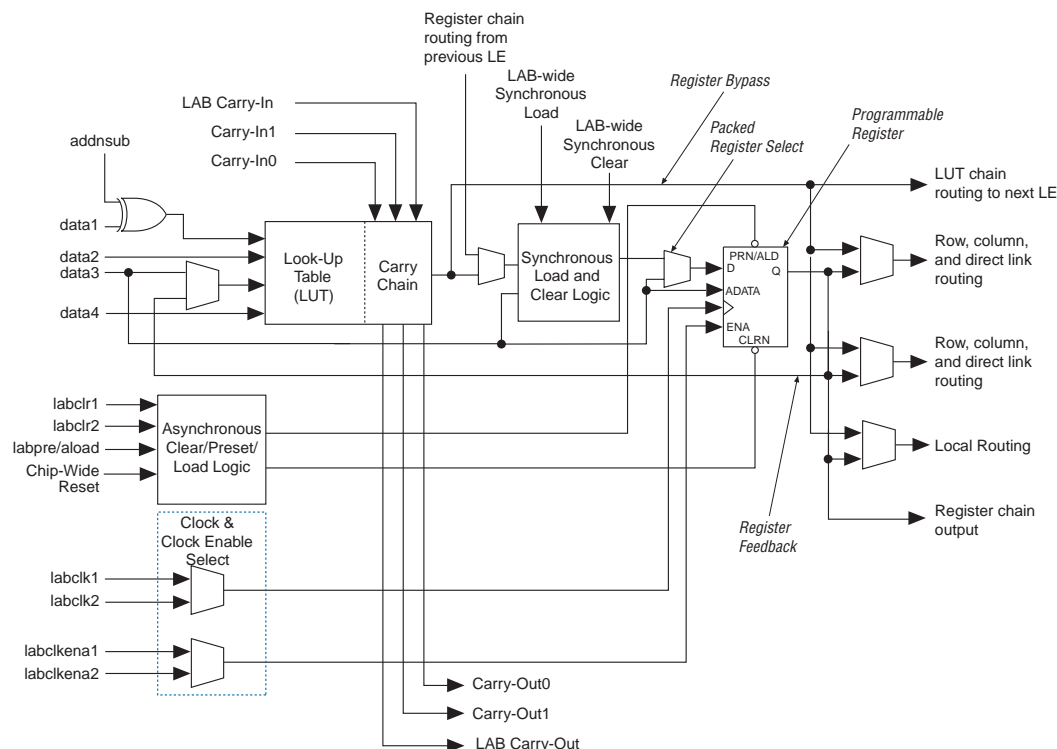 Register chain
routing from
previous LE
LAB-wide
Synchronous
Load
Register Bypass
LAB Carry-In
Packed
Register Select
Programmable
Register
Carry-In1
LAB-wide
Synchronous
Clear
addnsub
Carry-In0
LUT chain
routing to next LE
data1
data2
data3
data4
Look-Up
Table
(LUT)
Carry
Chain
Synchronous
Load and
Clear Logic
PRN/ALD
D
Q
ADATA
ENA
CLRN
Row, column,
and direct link
routing
Row, column,
and direct link
routing
labclr1
labclr2
labpre/aload
Chip-Wide
Reset
Asynchronous
Clear/Preset/
Load Logic
Local Routing
Register
Feedback
Register chain
output
Clock &
Clock Enable
Select
labclk1
labclk2
labclkena1
labclkena2
Carry-Out0
Carry-Out1
LAB Carry-Out